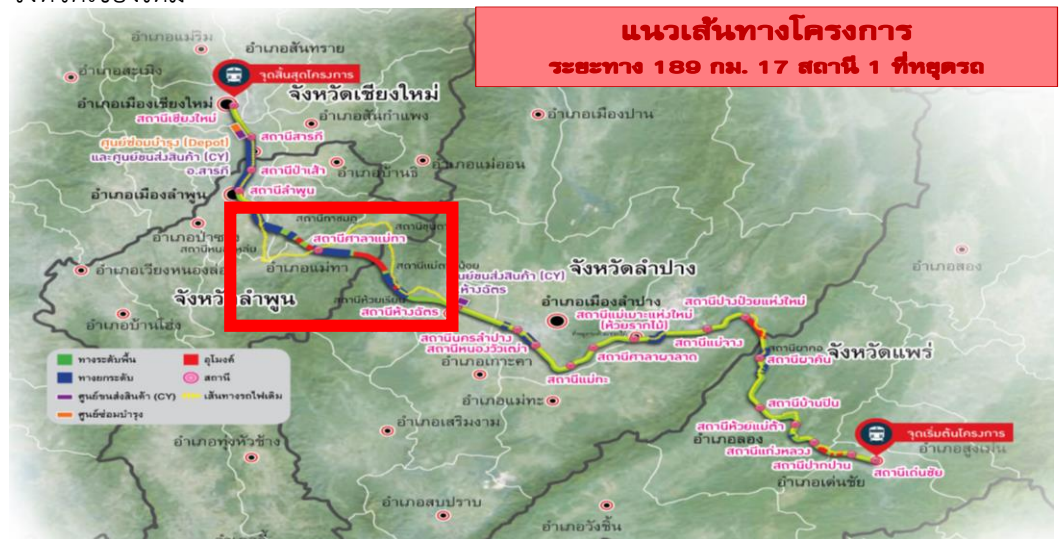 แนวเส้นทางโครงการ
ระยะทาง 189 กม. 17 สถานี 1 ที่หยุดรถ
อำเภอแม่ริม
อำเภอสันทราย
อำเภอสะเมิง
จุดสิ้นสุดโครงการ
จังหวัดเชียงใหม่
อำเภอเมืองเชียงใหม่
สถานีเชียงใหม่
อำเภอสันกำแพง
อำเภอเมืองปาน
สถานีสารภี
ศูนย์ซ่อมบำรุง (Depot)
และศูนย์ขนส่งสินค้า (CY)
อ.สารภี
สถานีป่าเส้า
อำเภอบ้านธิ
อำเภอแม่ออน
อำเภอเมืองลำพูน
สถานีลำพูน
สถานีศาลาแม่ทา
อำเภอแม่ทา
จังหวัดลำพูน
อำเภอบ้านโฮ่ง
สถานีห้างฉัตร
ห้างฉัตร
จังหวัดลำปาง
อำเภอสอง
อำเภอเมืองลำปาง
สถานีแม่เมาะแห่งใหม่
(ห้วยรากไม้)
สถานีปางป๋วยแห่งใหม่
สถานีนครลำปาง
สถานีหนองวัวเฒ่า
อำเภอเกาะคา
สถานีแม่ทะ
สถานีศาลาผาลาด
สถานีแม่จาง
สถานีผาคอ
สถานีผาคัน
จังหวัดแพร่
ทางระดับพื้น
อุโมงค์
ทางยกระดับ
สถานี
ศูนย์ขนส่งสินค้า (CY)
เส้นทางรถไฟเดิม
ศูนย์ซ่อมบำรุง
อำเภอแม่ทะ
อำเภอเสริมงาม
อำเภอทุ่งหัวช้าง
สถานีบ้านปิน
สถานีห้วยแม่ต้า
อำเภอลอง
สถานีแก่งหลวง
สถานีปากปาน
จุดเริ่มต้นโครงการ
สถานีเด่นชัย
อำเภอเด่นชัย
อำเภอสบปราบ
อำเภอวังชิ้น